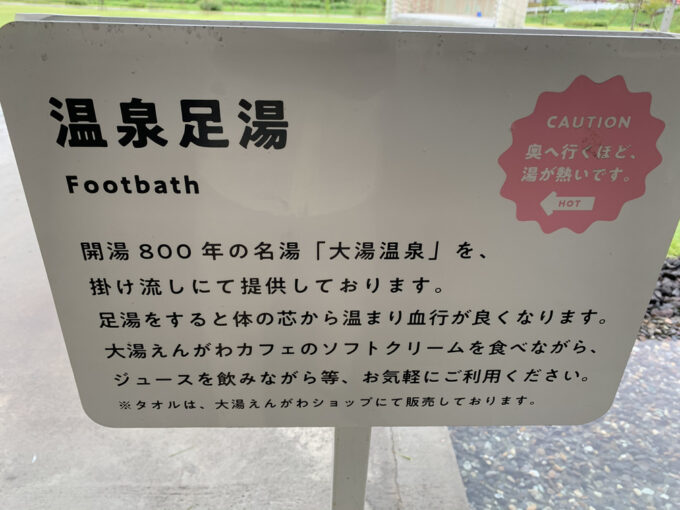 温泉足湯
Footbath
CAUTION
奥へ行くほど、
湯が熱いです。
HOT
開湯800年の名湯「大湯温泉」を、
掛け流しにて提供しております。
足湯をすると体の芯から温まり血行が良くなります。
大湯えんがわカフェのソフトクリームを食べながら、
ジュースを飲みながら等、お気軽にご利用ください。
※タオルは、大湯えんがわショップにて販売しております。